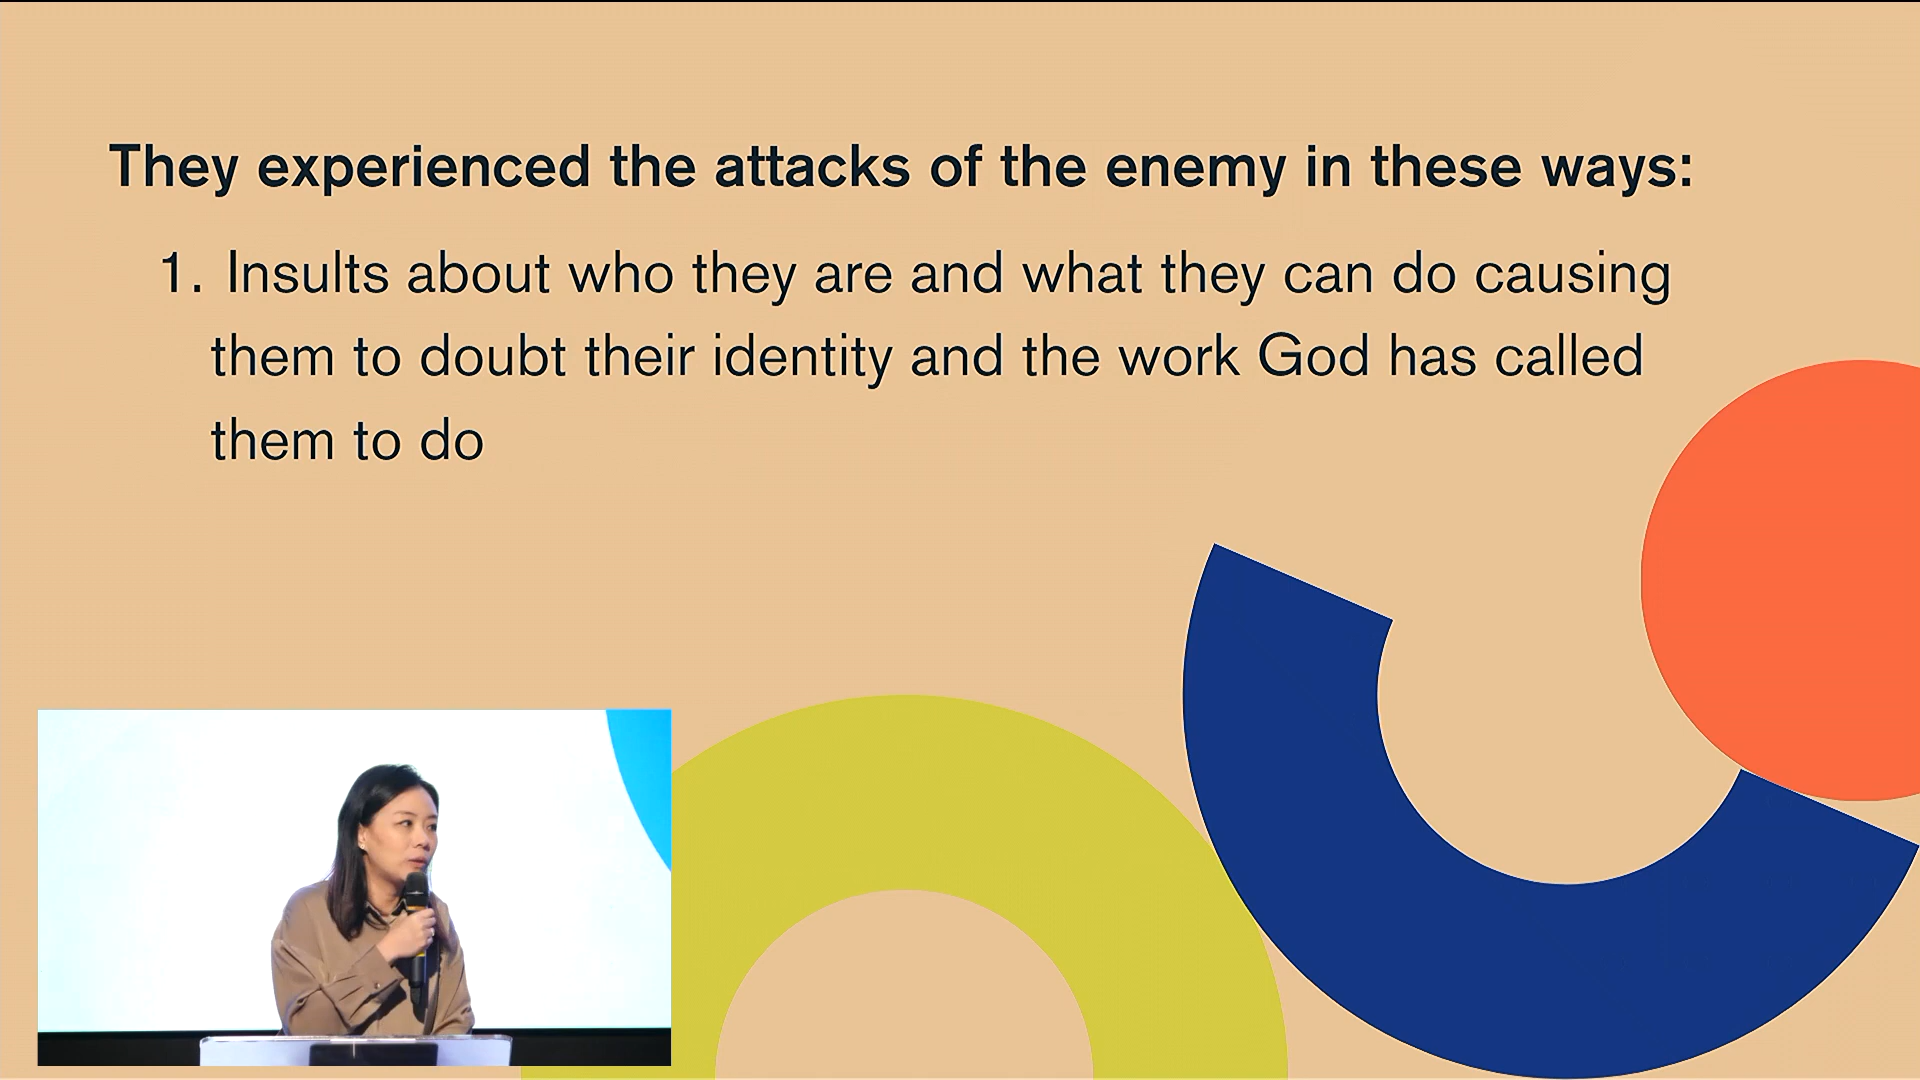 They experienced the attacks of the enemy in these ways:
1. Insults about who they are and what they can do causing
them to doubt their identity and the work God has called
them to do